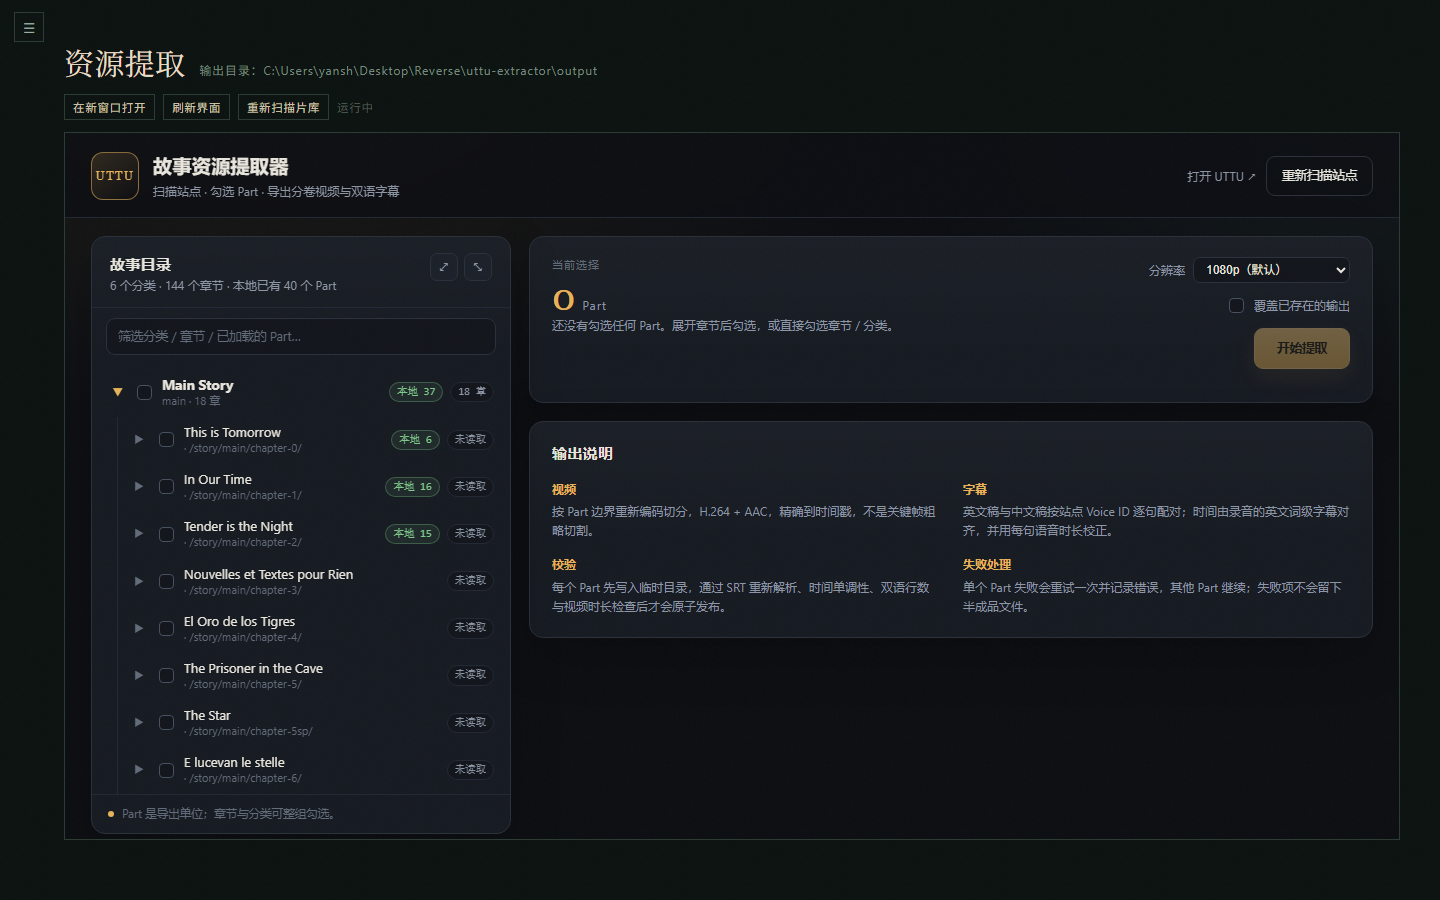 ☰
资源提取 输出目录：C:\Users\yansh\Desktop\Reverse\uttu-extractor\output
在新窗口打开 刷新界面 重新扫描片库 运行中
UTTU
故事资源提取器
扫描站点 · 勾选 Part · 导出分卷视频与双语字幕
打开 UTTU ↗ 重新扫描站点
故事目录
6 个分类 · 144 个章节 · 本地已有 40 个 Part
筛选分类 / 章节 / 已加载的 Part...
Main Story
main · 18 章
本地 37 18 章
This is Tomorrow
· /story/main/chapter-0/
本地 6 未读取
In Our Time
· /story/main/chapter-1/
本地 16 未读取
Tender is the Night
· /story/main/chapter-2/
本地 15 未读取
Nouvelles et Textes pour Rien
· /story/main/chapter-3/
未读取
El Oro de los Tigres
· /story/main/chapter-4/
未读取
The Prisoner in the Cave
· /story/main/chapter-5/
未读取
The Star
· /story/main/chapter-5sp/
未读取
E lucevan le stelle
· /story/main/chapter-6/
未读取
Part 是导出单位；章节与分类可整组勾选。
当前选择
0 Part
还没有勾选任何 Part。展开章节后勾选，或直接勾选章节 / 分类。
分辨率 1080p（默认）
覆盖已存在的输出
开始提取
输出说明
视频
按 Part 边界重新编码切分，H.264 + AAC，精确到时间戳，不是关键帧粗
略切割。
字幕
英文稿与中文稿按站点 Voice ID 逐句配对；时间由录音的英文词级字幕对
齐，并用每句语音时长校正。
校验
每个 Part 先写入临时目录，通过 SRT 重新解析、时间单调性、双语行数
与视频时长检查后才会原子发布。
失败处理
单个 Part 失败会重试一次并记录错误，其他 Part 继续；失败项不会留下
半成品文件。